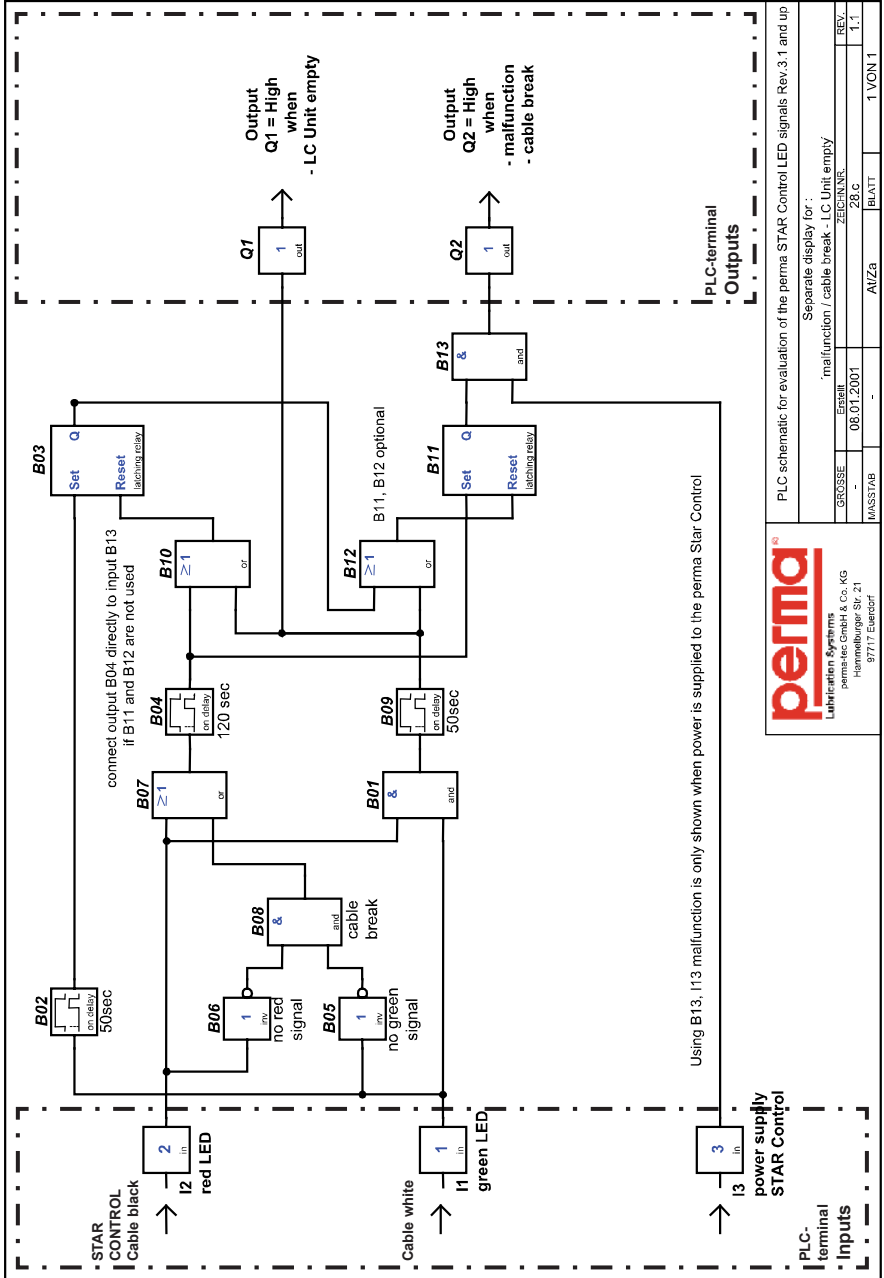 STAR
CONTROL
Cable black
I2
2
in
red LED
Cable white
I1
1
in
green LED
I3
3
in
power supply
STAR Control
PLC-
terminal
Inputs
B02
on delay
50sec
B06
1
inv
no red
signal
B05
1
inv
no green
signal
B08
&
and
cable
break
B07
≥1
or
B01
&
and
B04
on delay
120 sec
B09
on delay
50sec
connect output B04 directly to input B13
if B11 and B12 are not used
B10
≥1
or
B12
≥1
or
B11, B12 optional
B03
Set
Q
Reset
latching relay
B11
Set
Q
Reset
latching relay
B13
&
and
Using B13, I13 malfunction is only shown when power is supplied to the perma Star Control
Q1
1
out
Output
Q1 = High
when
- LC Unit empty
Q2
1
out
Output
Q2 = High
when
- malfunction
- cable break
PLC-terminal
Outputs
perma®
Lubrication Systems
perma-tec GmbH & Co. KG
Hammelburger Str. 21
97717 Euerdorf
PLC schematic for evaluation of the perma STAR Control LED signals Rev.3.1 and up
Separate display for :
´malfunction / cable break - LC Unit empty´
GRÖSSE
-
Erstellt
08.01.2001
ZEICHN.NR.
28.c
REV.
1.1
MASSTAB
-
At/Za
BLATT
1 VON 1